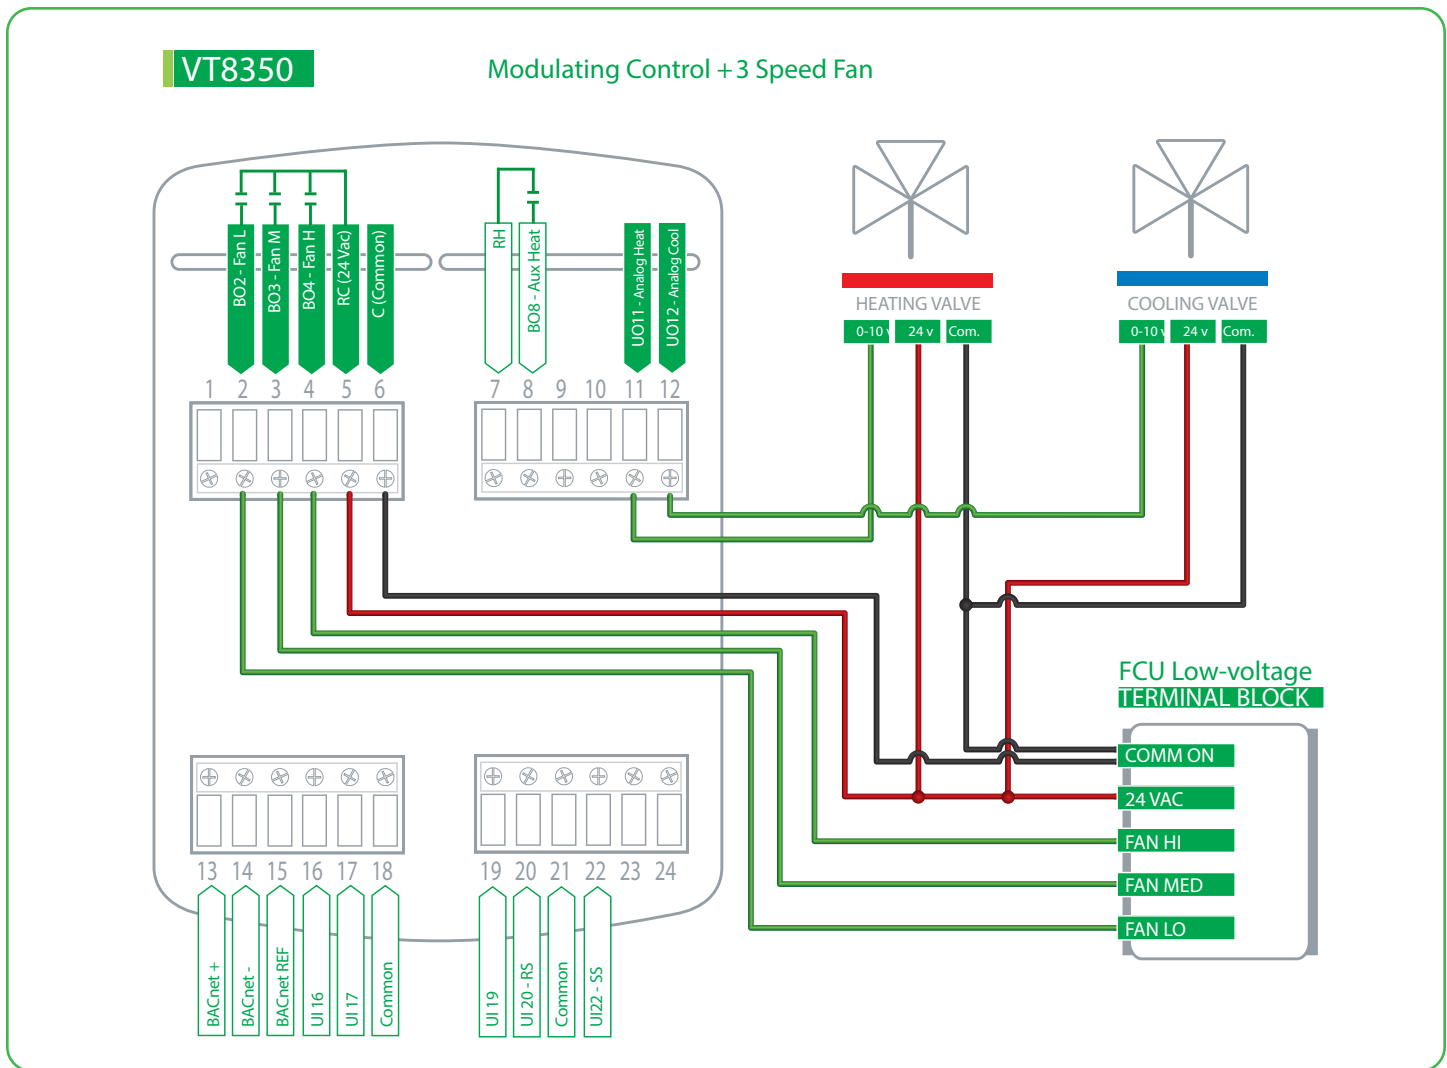 VT8350
Modulating Control + 3 Speed Fan
BO2 - Fan L
BO3 - Fan M
BO4 - Fan H
RC (24 Vac)
C (Common)
RH
BO8 - Aux Heat
UO11 - Analog Heat
UO12 - Analog Cool
1 2 3 4 5 6
7 8 9 10 11 12
HEATING VALVE
0-10 v 24 v Com.
COOLING VALVE
0-10 v 24 v Com.
FCU Low-voltage
TERMINAL BLOCK
COMM ON
24 VAC
FAN HI
FAN MED
FAN LO
13 14 15 16 17 18
19 20 21 22 23 24
BACnet +
BACnet -
BACnet REF
UI 16
UI 17
Common
UI 19
UI 20 - RS
Common
UI22 - SS